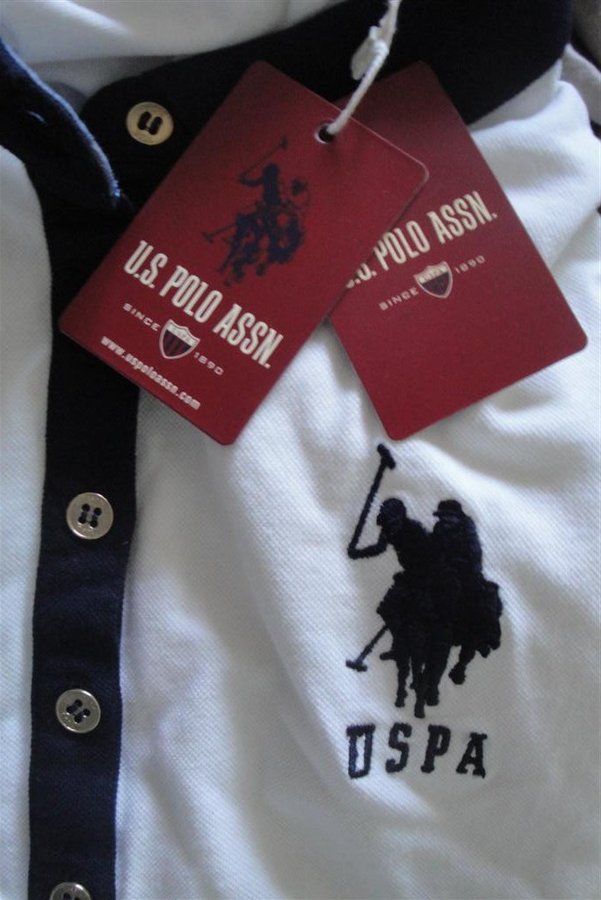 U.S. POLO ASSN.
SINCE 1890
www.uspoloassn.com
U.S. POLO ASSN.
SINCE 1890
USPA